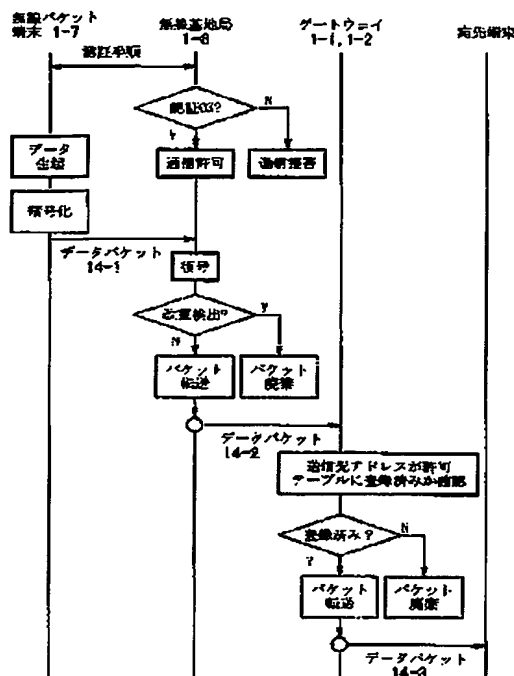 無線パケット
端末 1-7
無線基地局
1-8
ゲートウェイ
1-1, 1-2
宛先端末
認証手順
認証OK?
N
Y
データ
生起
通信許可
通信拒否
暗号化
データパケット
14-1
復号
改竄検出?
Y
N
パケット
転送
パケット
廃棄
データパケット
14-2
送信元アドレスが許可
テーブルに登録済みか確認
登録済み?
N
Y
パケット
転送
パケット
廃棄
データパケット
14-3